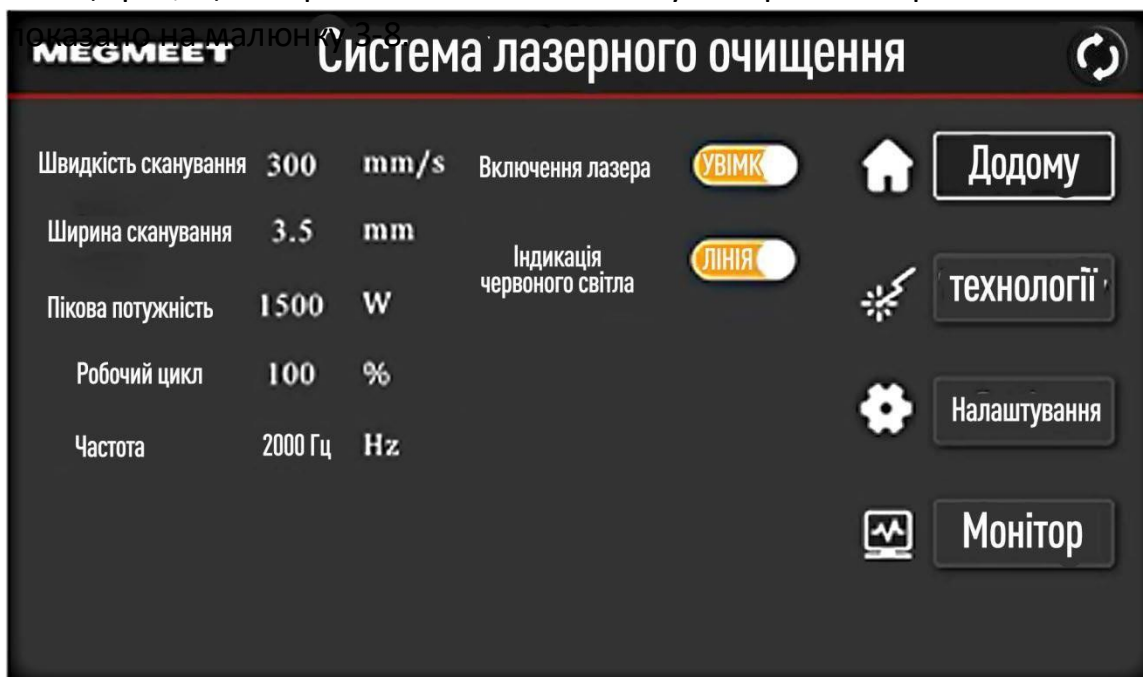 показано на малюнку 3-8.
MEGMEET Система лазерного очищення
Швидкість сканування 300 mm/s
Включення лазера УВІМК
Додому
Ширина сканування 3.5 mm
Індикація
червоного світла ЛІНІЯ
технології
Пікова потужність 1500 W
Робочий цикл 100 %
Налаштування
Частота 2000 Гц Hz
Монітор